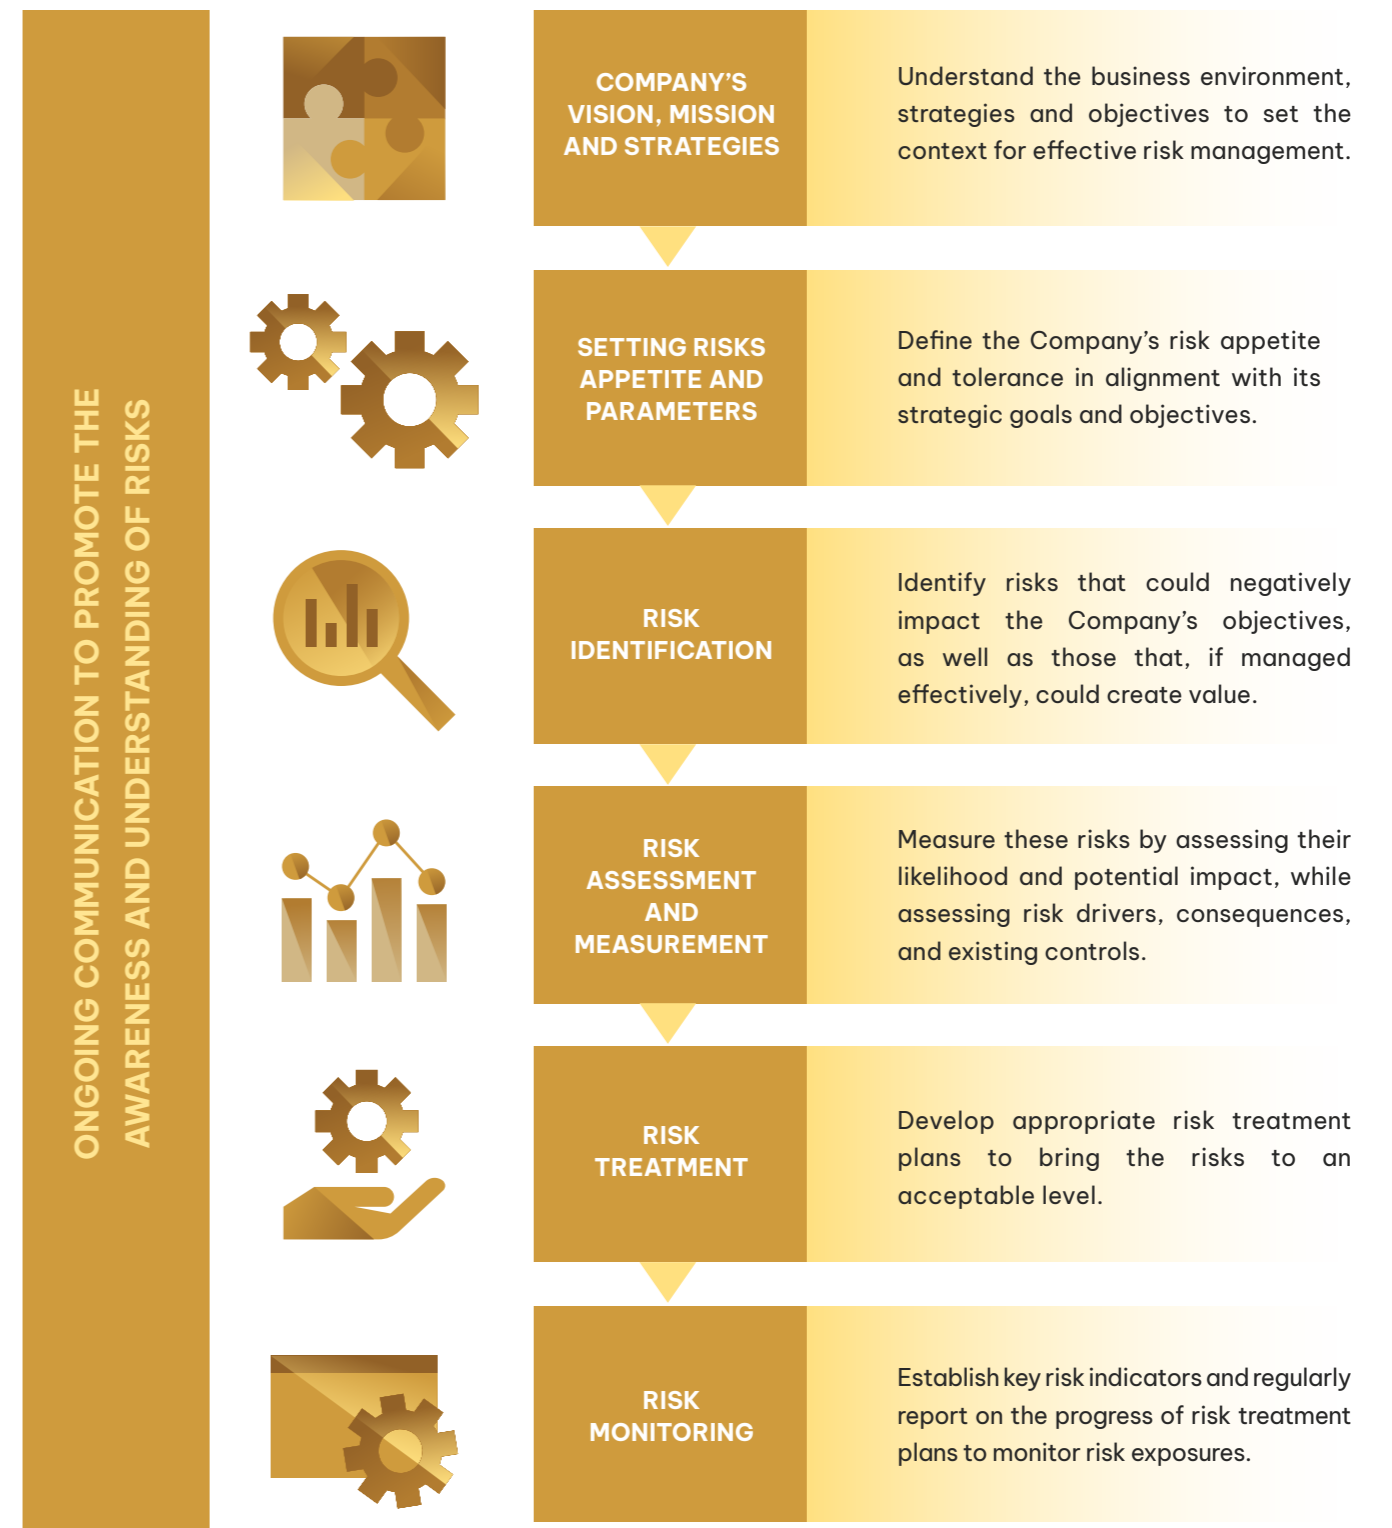 ONGOING COMMUNICATION TO PROMOTE THE
AWARENESS AND UNDERSTANDING OF RISKS
COMPANY’S
VISION, MISSION
AND STRATEGIES
Understand the business environment,
strategies and objectives to set the
context for effective risk management.
SETTING RISKS
APPETITE AND
PARAMETERS
Define the Company’s risk appetite
and tolerance in alignment with its
strategic goals and objectives.
RISK
IDENTIFICATION
Identify risks that could negatively
impact the Company’s objectives,
as well as those that, if managed
effectively, could create value.
RISK
ASSESSMENT
AND
MEASUREMENT
Measure these risks by assessing their
likelihood and potential impact, while
assessing risk drivers, consequences,
and existing controls.
RISK
TREATMENT
Develop appropriate risk treatment
plans to bring the risks to an
acceptable level.
RISK
MONITORING
Establish key risk indicators and regularly
report on the progress of risk treatment
plans to monitor risk exposures.